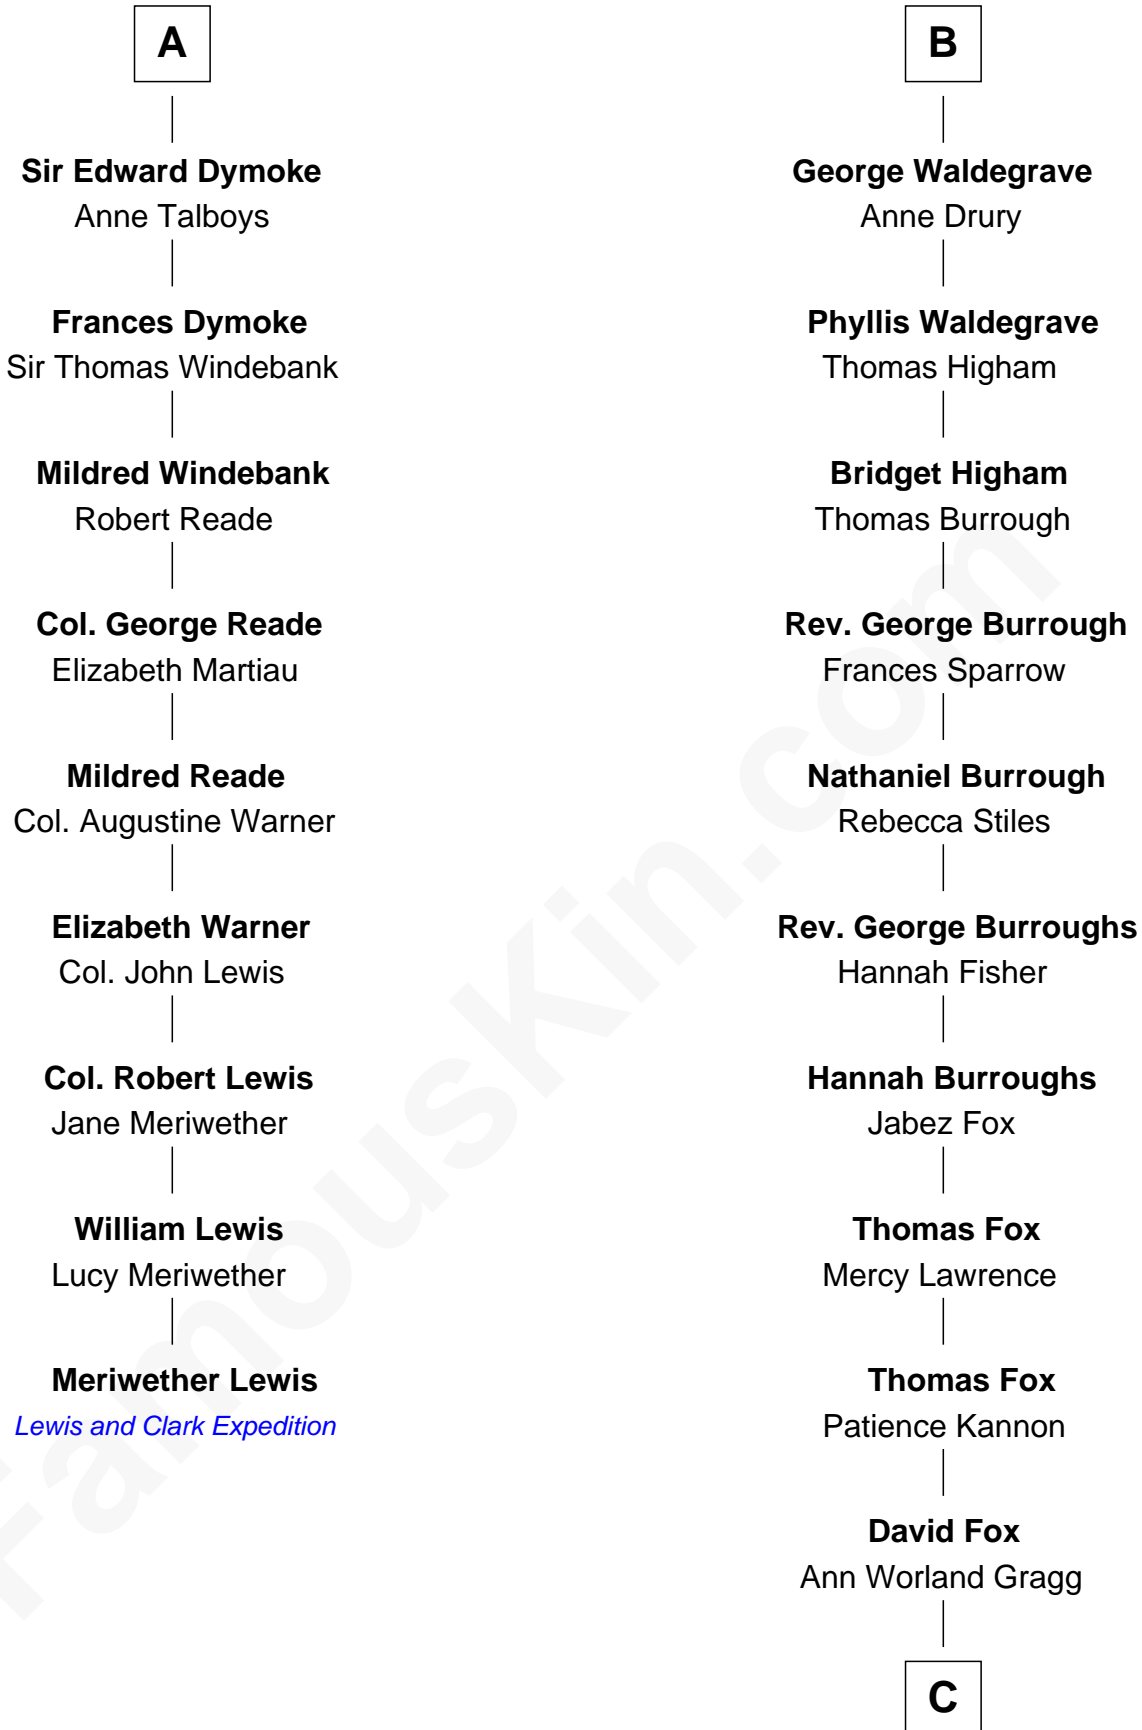 A
Sir Edward Dymoke
Anne Talboys
Frances Dymoke
Sir Thomas Windebank
Mildred Windebank
Robert Reade
Col. George Reade
Elizabeth Martiau
Mildred Reade
Col. Augustine Warner
Elizabeth Warner
Col. John Lewis
Col. Robert Lewis
Jane Meriwether
William Lewis
Lucy Meriwether
Meriwether Lewis
Lewis and Clark Expedition
B
George Waldegrave
Anne Drury
Phyllis Waldegrave
Thomas Higham
Bridget Higham
Thomas Burrough
Rev. George Burrough
Frances Sparrow
Nathaniel Burrough
Rebecca Stiles
Rev. George Burroughs
Hannah Fisher
Hannah Burroughs
Jabez Fox
Thomas Fox
Mercy Lawrence
Thomas Fox
Patience Kannon
David Fox
Ann Worland Gragg
C
FamousKin.com